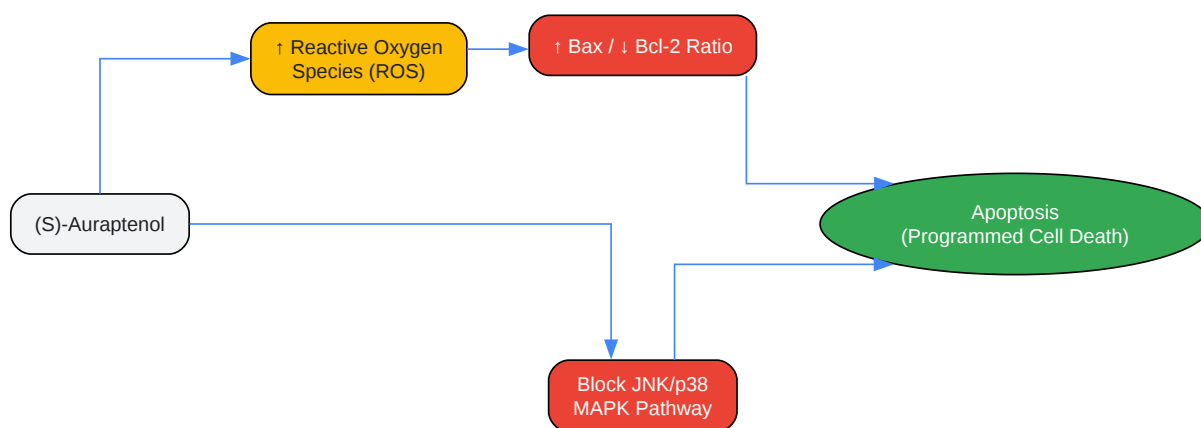 ↑ Reactive Oxygen
Species (ROS)
↑ Bax / ↓ Bcl-2 Ratio
(S)-Auraptenol
Apoptosis
(Programmed Cell Death)
Block JNK/p38
MAPK Pathway